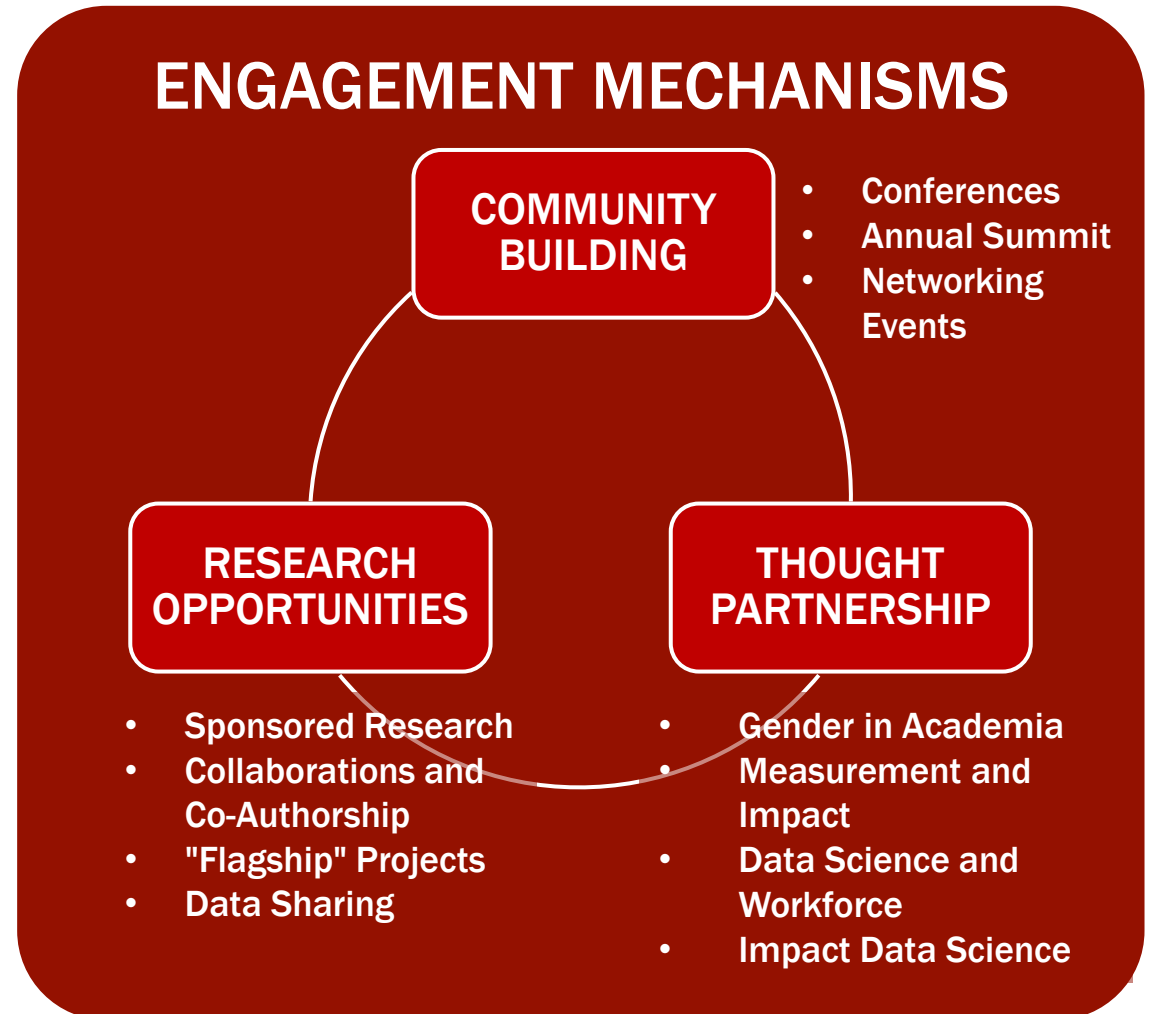 ENGAGEMENT MECHANISMS
COMMUNITY
BUILDING
• Conferences
• Annual Summit
• Networking
Events
RESEARCH
OPPORTUNITIES
• Sponsored Research
• Collaborations and
Co-Authorship
• "Flagship" Projects
• Data Sharing
THOUGHT
PARTNERSHIP
• Gender in Academia
• Measurement and
Impact
• Data Science and
Workforce
• Impact Data Science